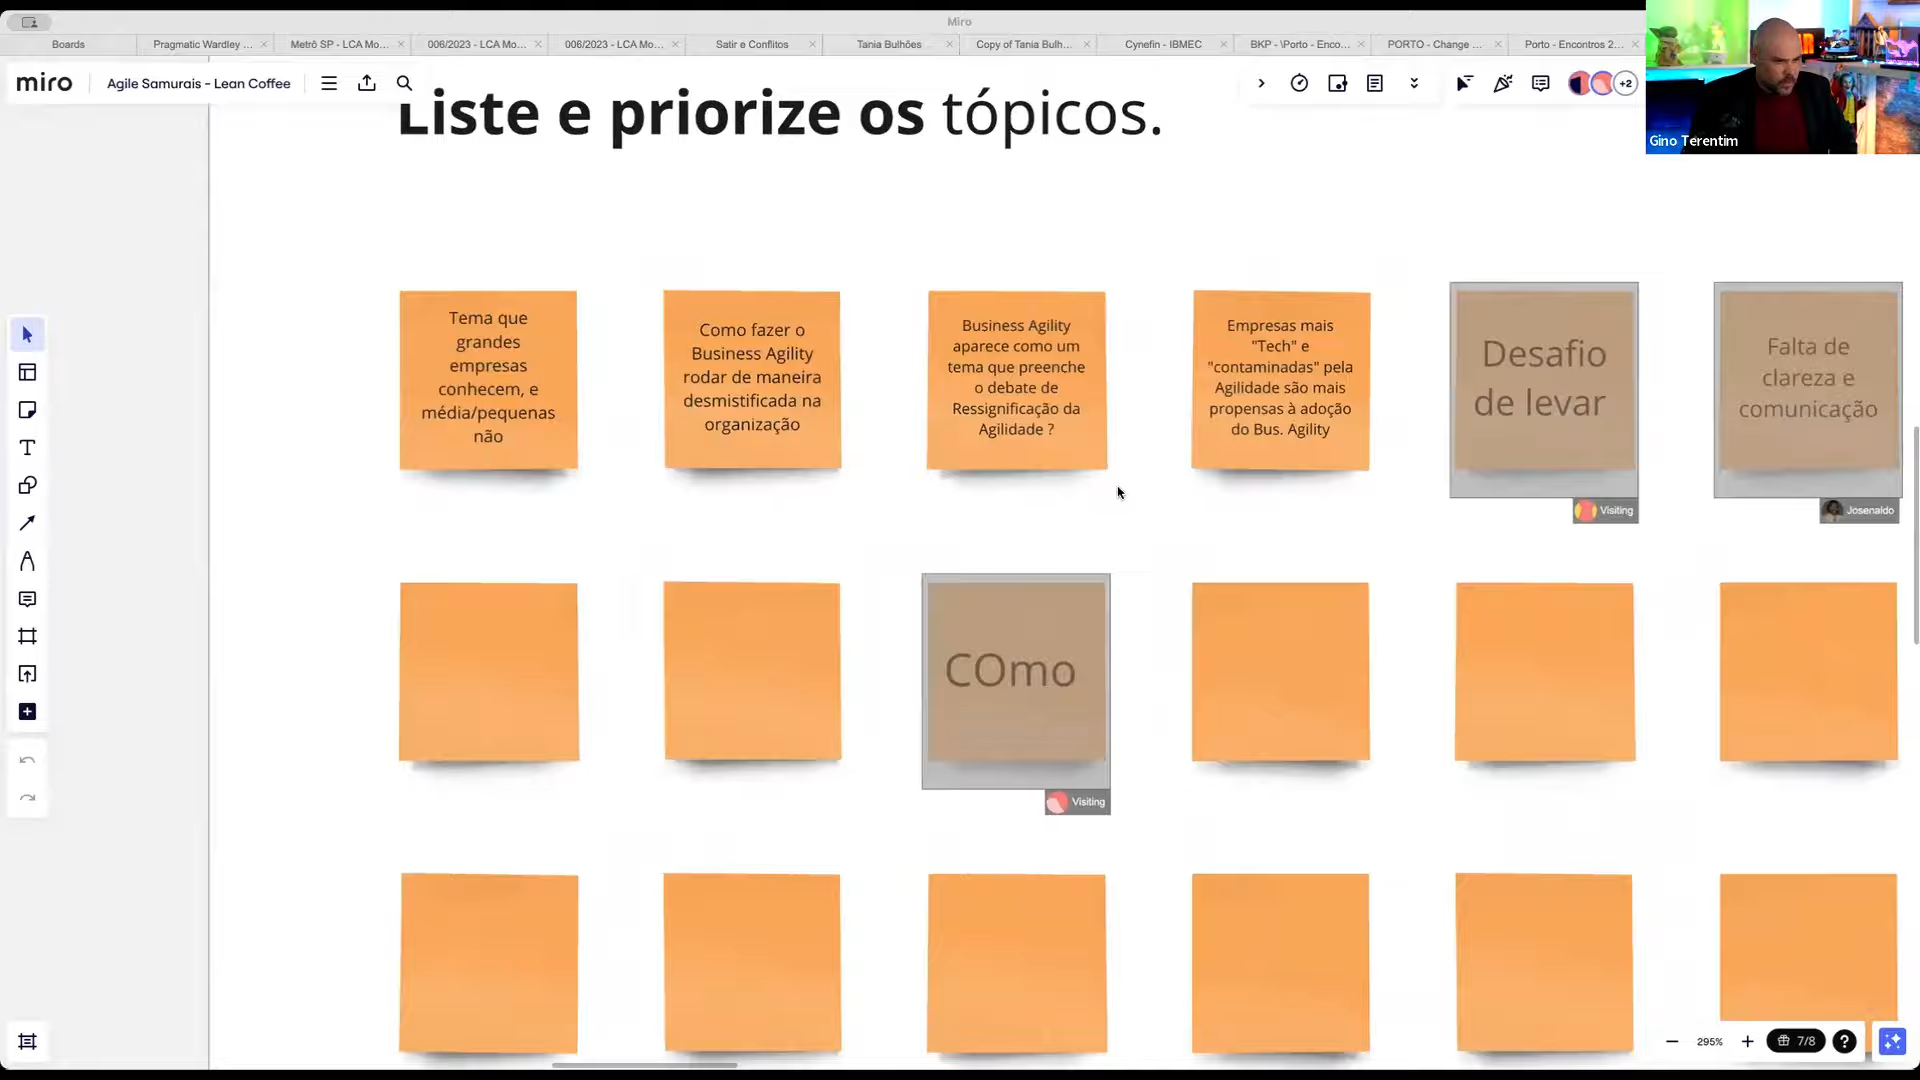 Miro
Boards
Pragmatic Wardley ...
Metrô SP - LCA Mo...
006/2023 - LCA Mo...
006/2023 - LCA Mo...
Satir e Conflitos
Tania Bulhões
Copy of Tania Bulh...
Cynefin - IBMEC
BKP - \Porto - Enco...
PORTO - Change ...
Porto - Encontros 2...
miro
Agile Samurais - Lean Coffee
+2
Gino Terentim
Liste e priorize os tópicos.
Tema que
grandes
empresas
conhecem, e
média/pequenas
não
Como fazer o
Business Agility
rodar de maneira
desmistificada na
organização
Business Agility
aparece como um
tema que preenche
o debate de
Ressignificação da
Agilidade ?
Empresas mais
"Tech" e
"contaminadas" pela
Agilidade são mais
propensas à adoção
do Bus. Agility
Desafio
de levar
Visiting
Falta de
clareza e
comunicação
Josenaldo
COmo
Visiting
295%
7/8